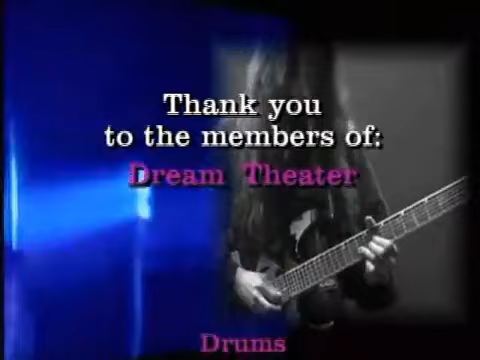 Thank you
to the members of:
Dream Theater
Drums